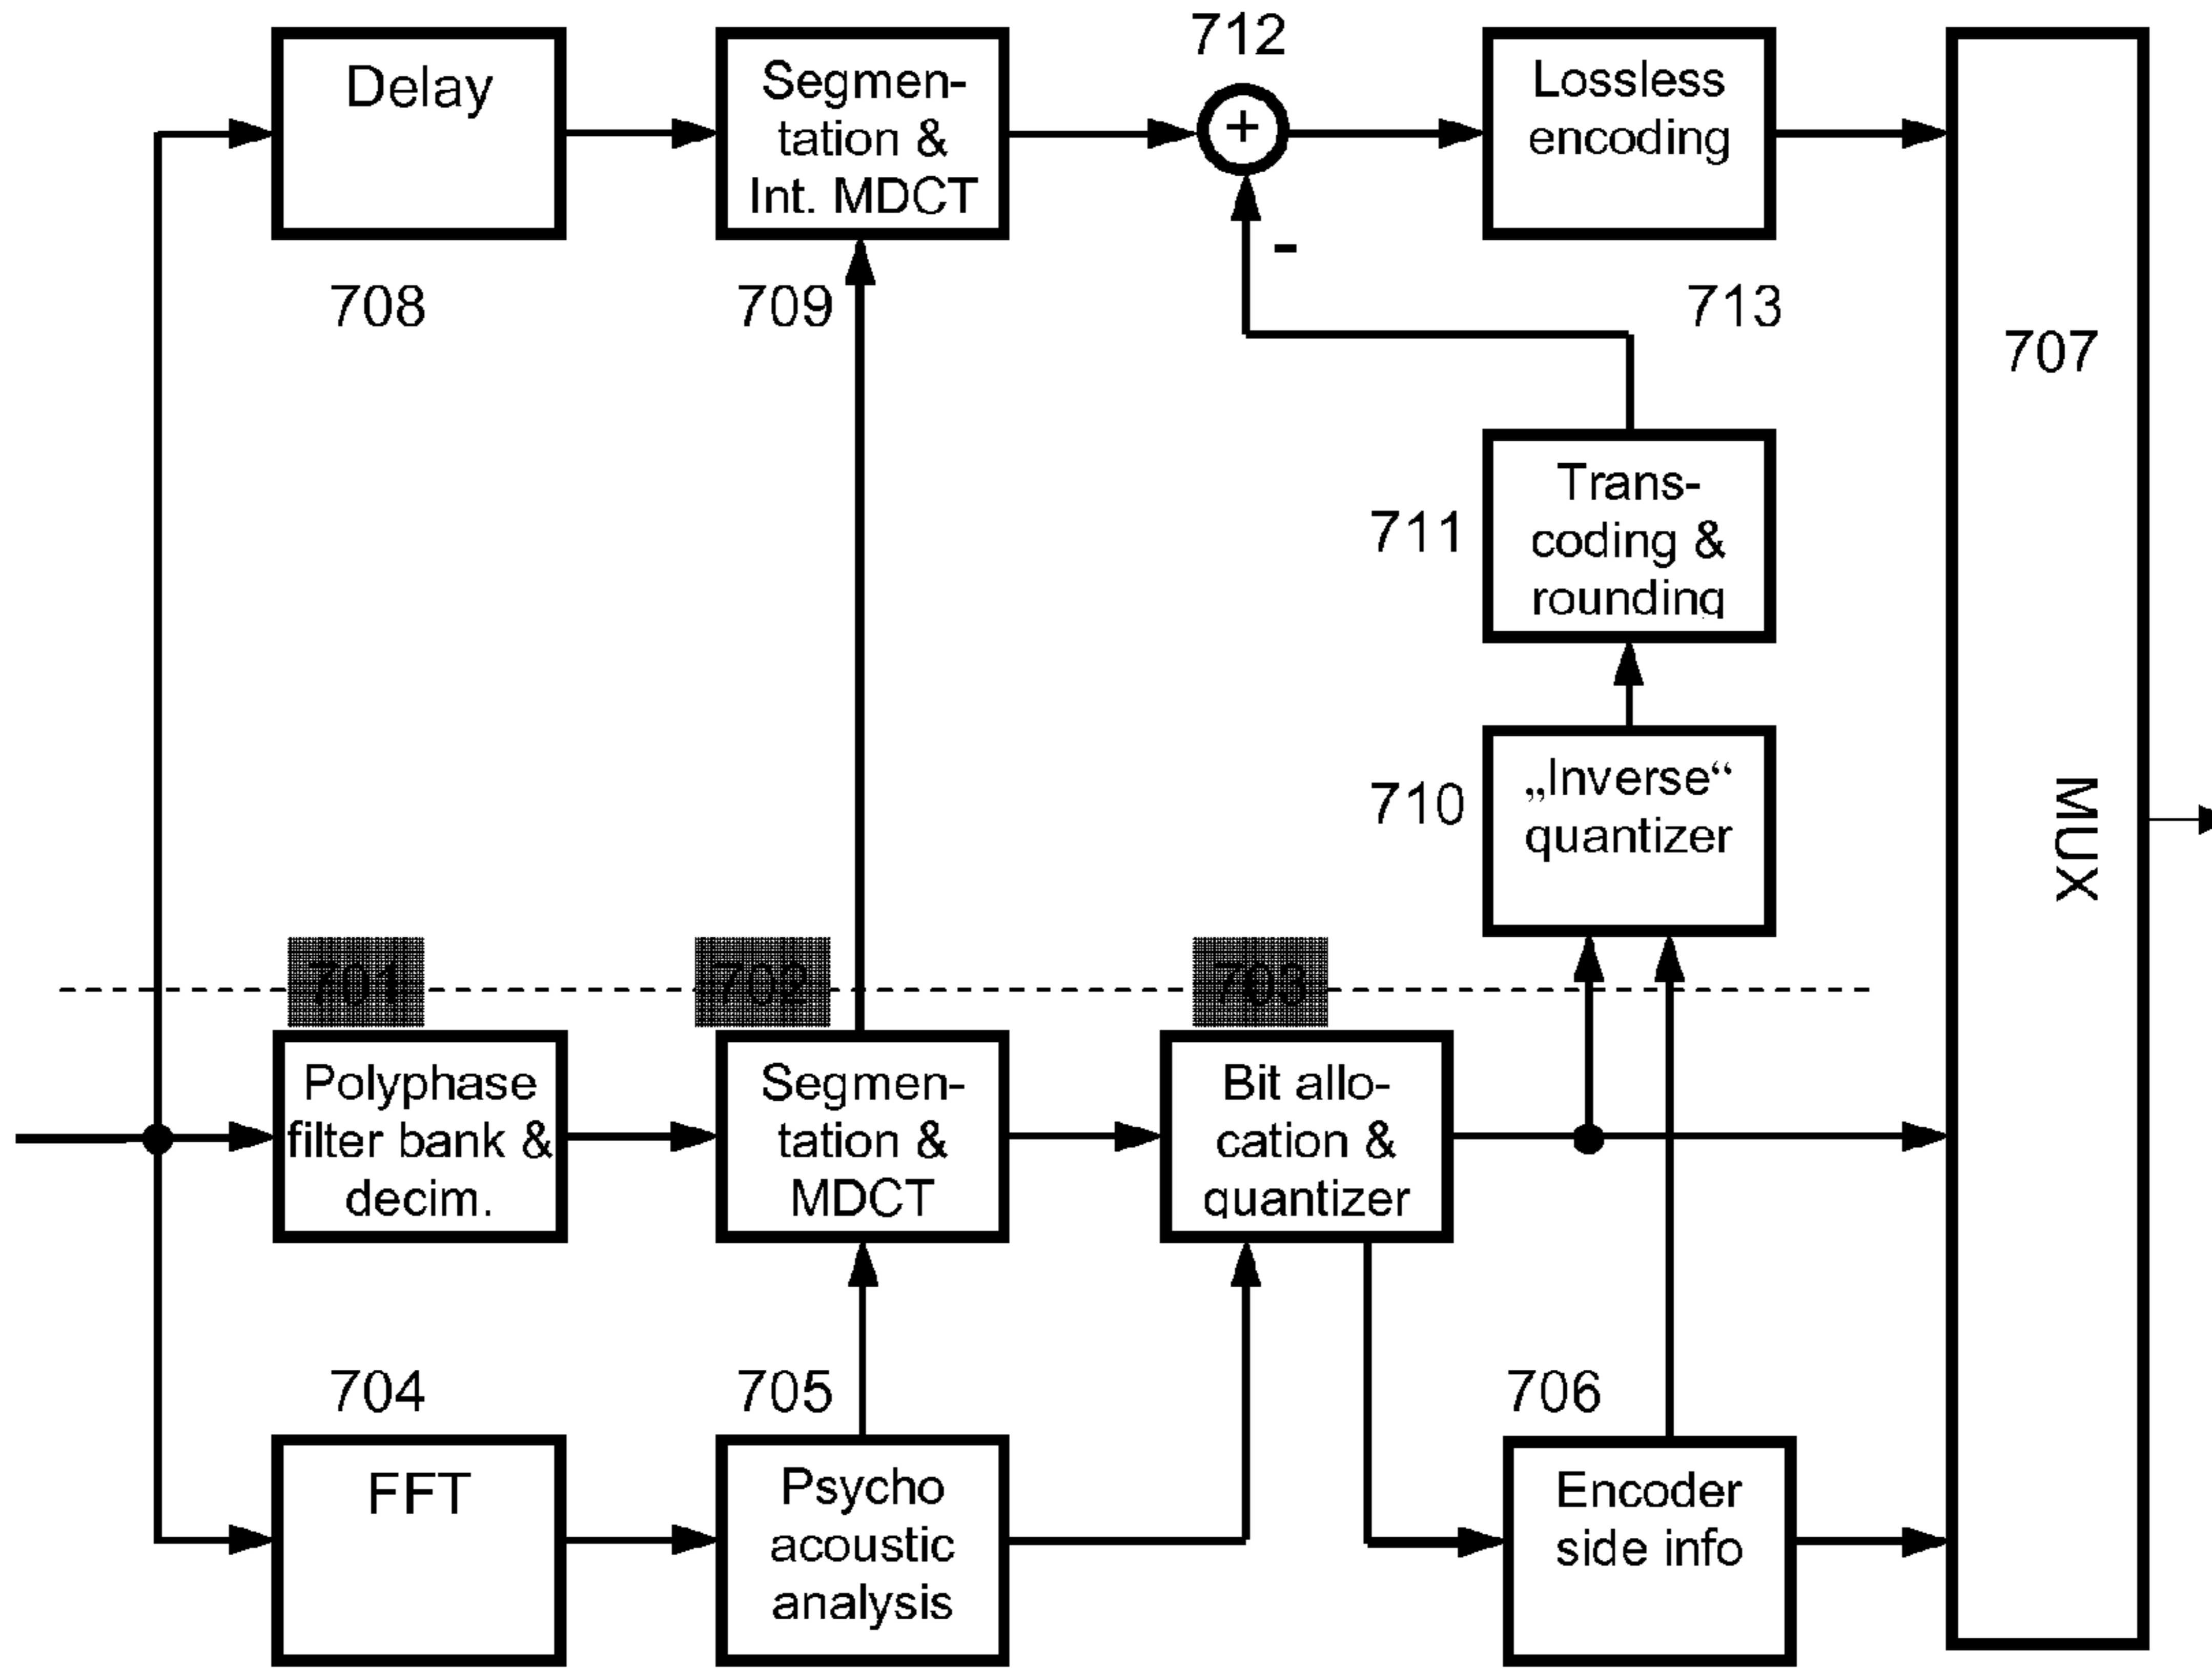 712
Delay
Segmen-
tation &
Int. MDCT
+
Lossless
encoding
-
708
709
713
707
711
Trans-
coding &
rounding
710
„Inverse“
quantizer
MUX
701
702
703
Polyphase
filter bank &
decim.
Segmen-
tation &
MDCT
Bit allo-
cation &
quantizer
704
705
706
FFT
Psycho
acoustic
analysis
Encoder
side info